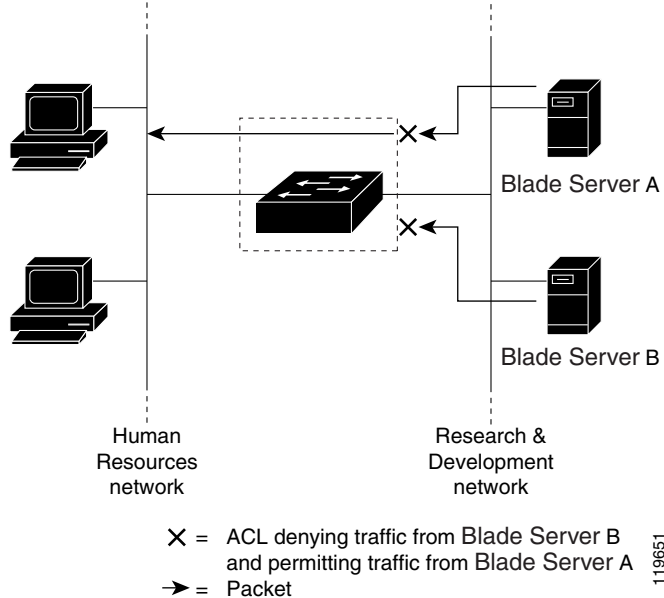 Blade Server A
Blade Server B
Human
Resources
network
Research &
Development
network
X = ACL denying traffic from Blade Server B
and permitting traffic from Blade Server A
→ = Packet
119651